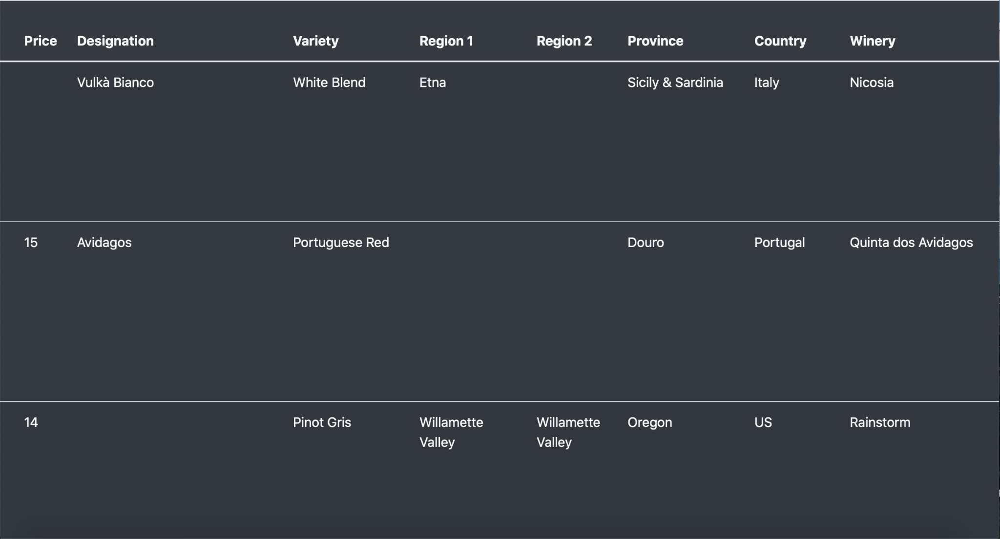 Price Designation Variety Region 1 Region 2 Province Country Winery
Vulkà Bianco White Blend Etna Sicily & Sardinia Italy Nicosia
15 Avidagos Portuguese Red Douro Portugal Quinta dos Avidagos
14 Pinot Gris Willamette Willamette Oregon US Rainstorm
Valley Valley